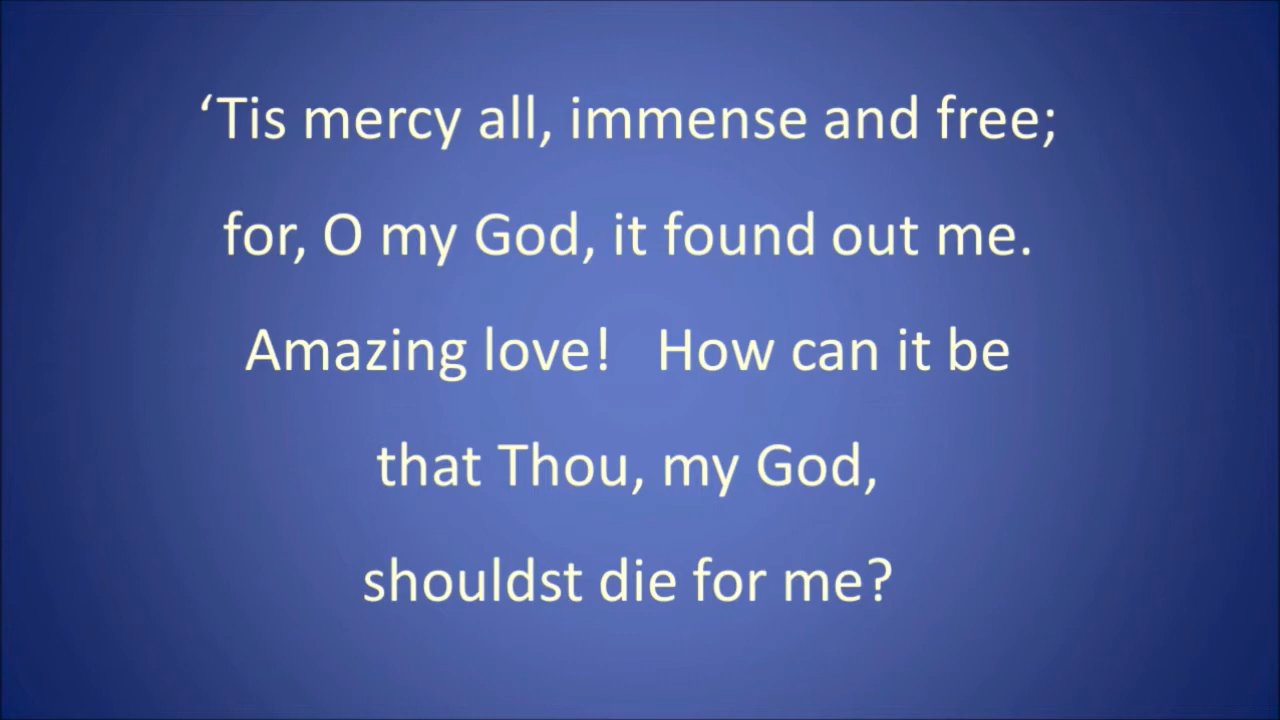 ‘Tis mercy all, immense and free;
for, O my God, it found out me.
Amazing love!   How can it be
that Thou, my God,
shouldst die for me?